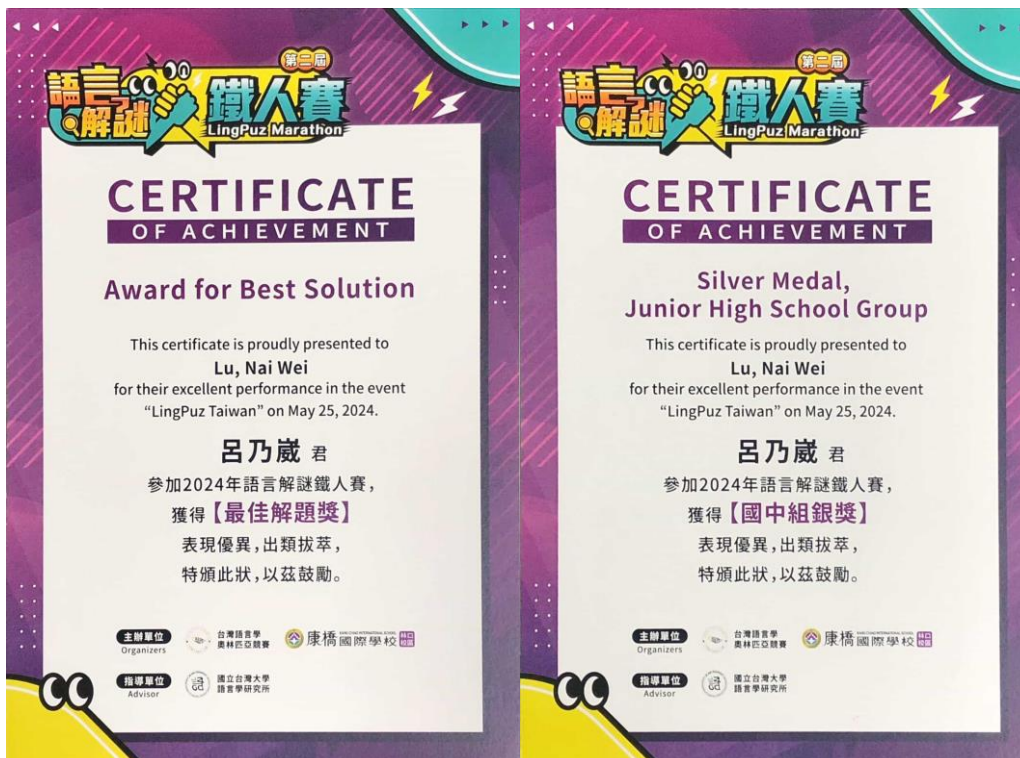 第二屆
語言解謎 鐵人賽
LingPuz Marathon
CERTIFICATE
OF ACHIEVEMENT
Award for Best Solution
This certificate is proudly presented to
Lu, Nai Wei
for their excellent performance in the event
“LingPuz Taiwan” on May 25, 2024.
呂乃崴 君
參加2024年語言解謎鐵人賽，
獲得【最佳解題獎】
表現優異，出類拔萃，
特頒此狀，以茲鼓勵。
主辦單位
Organizers
台灣語言學
奧林匹亞競賽
康橋國際學校 林口校區
指導單位
Advisor
國立台灣大學
語言學研究所
第二屆
語言解謎 鐵人賽
LingPuz Marathon
CERTIFICATE
OF ACHIEVEMENT
Silver Medal,
Junior High School Group
This certificate is proudly presented to
Lu, Nai Wei
for their excellent performance in the event
“LingPuz Taiwan” on May 25, 2024.
呂乃崴 君
參加2024年語言解謎鐵人賽，
獲得【國中組銀獎】
表現優異，出類拔萃，
特頒此狀，以茲鼓勵。
主辦單位
Organizers
台灣語言學
奧林匹亞競賽
康橋國際學校 林口校區
指導單位
Advisor
國立台灣大學
語言學研究所